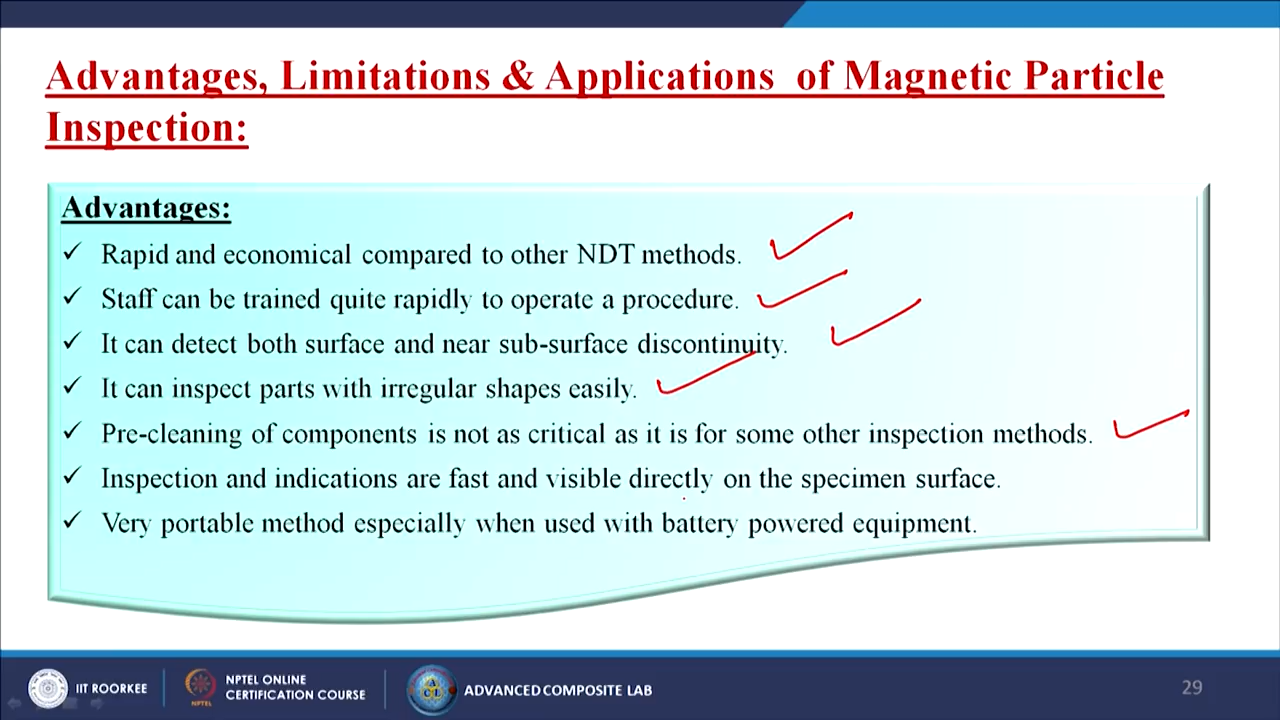 Advantages, Limitations & Applications of Magnetic Particle
Inspection:
Advantages:
✓ Rapid and economical compared to other NDT methods.
✓ Staff can be trained quite rapidly to operate a procedure.
✓ It can detect both surface and near sub-surface discontinuity.
✓ It can inspect parts with irregular shapes easily.
✓ Pre-cleaning of components is not as critical as it is for some other inspection methods.
✓ Inspection and indications are fast and visible directly on the specimen surface.
✓ Very portable method especially when used with battery powered equipment.
IIT ROORKEE
NPTEL
NPTEL ONLINE
CERTIFICATION COURSE
ACL
ADVANCED COMPOSITE LAB
29